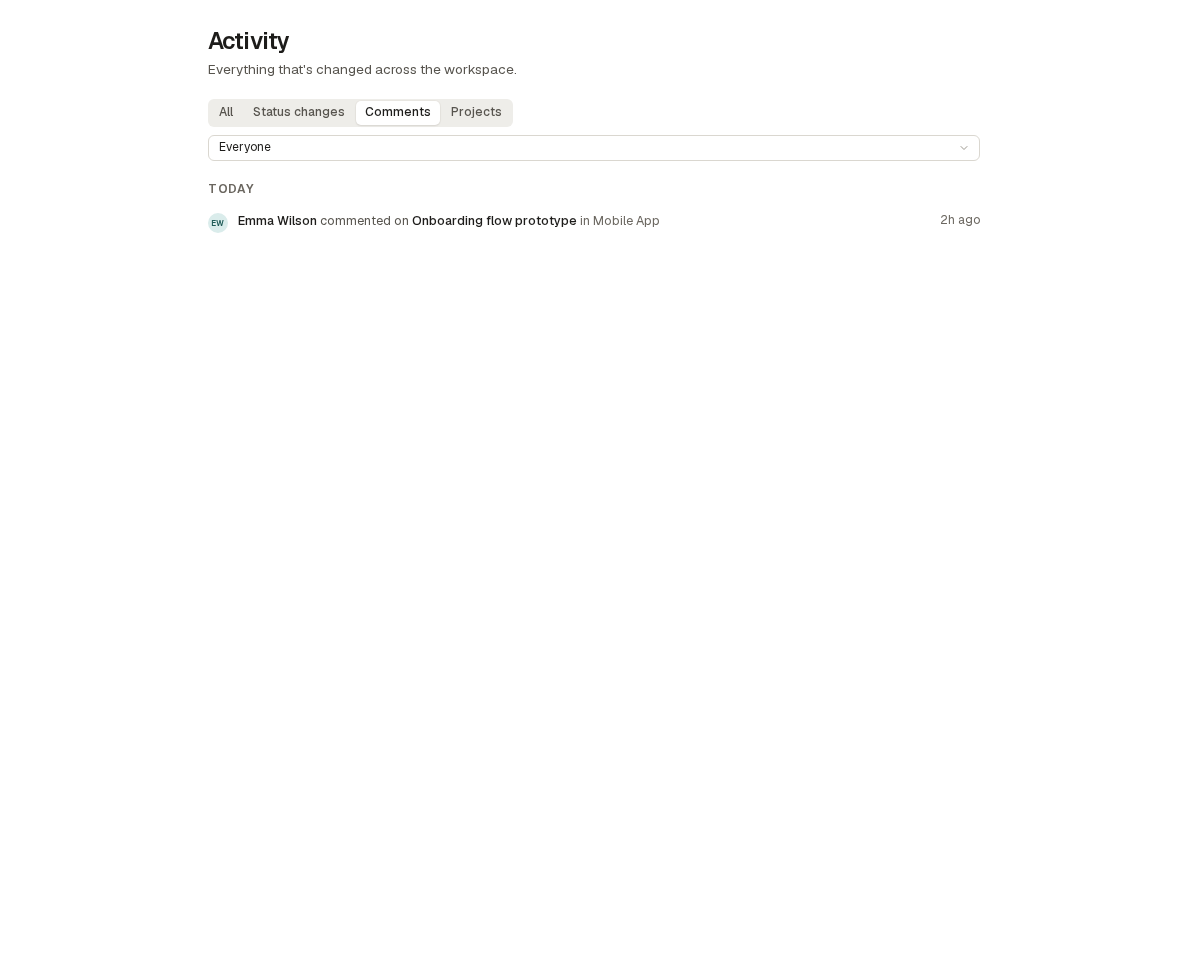 Activity
Everything that's changed across the workspace.
All Status changes Comments Projects
Everyone
TODAY
EW Emma Wilson commented on Onboarding flow prototype in Mobile App 2h ago